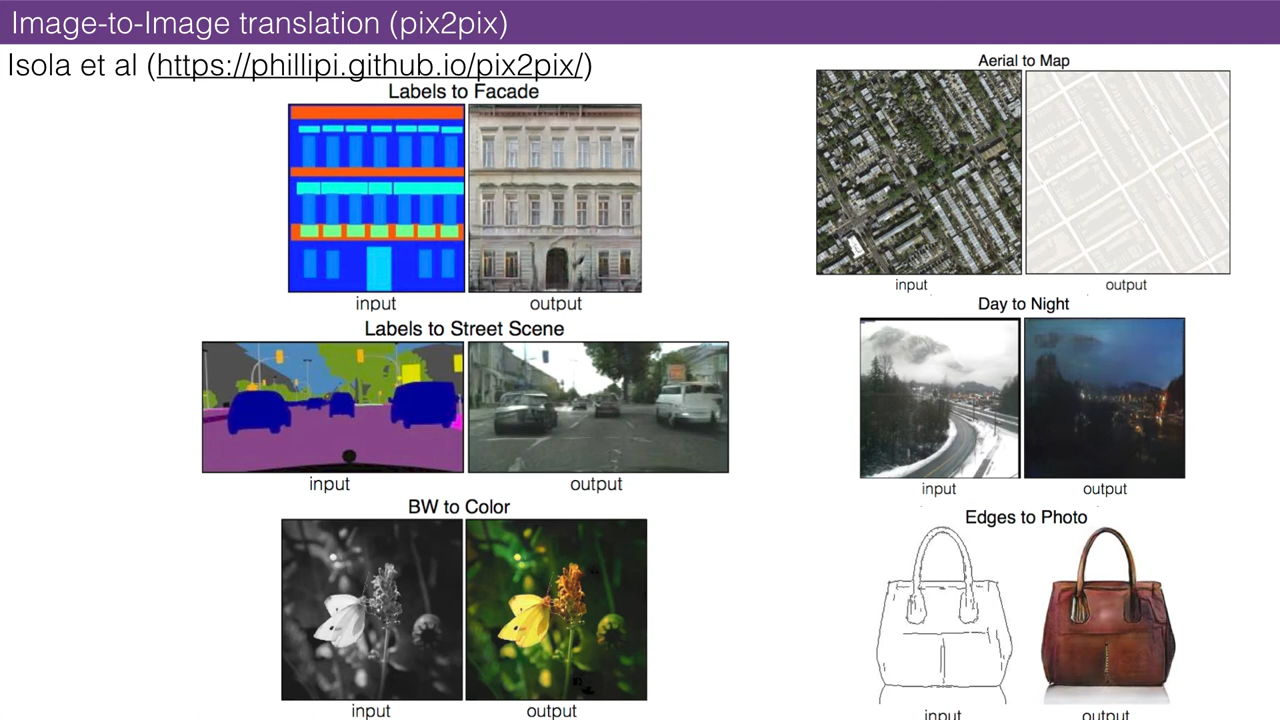 Image-to-Image translation (pix2pix)
Isola et al (https://phillipi.github.io/pix2pix/)
Labels to Facade
input output
Labels to Street Scene
input output
BW to Color
input output
Aerial to Map
input output
Day to Night
input output
Edges to Photo
input output